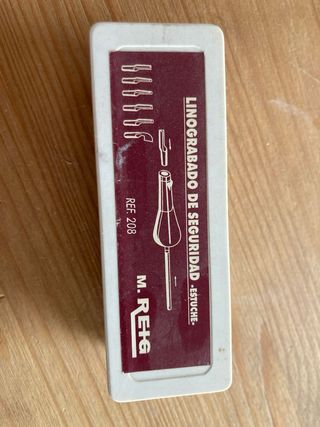 LINOGRABADO DE SEGURIDAD -ESTUCHE-
REF. 208
M. REIG